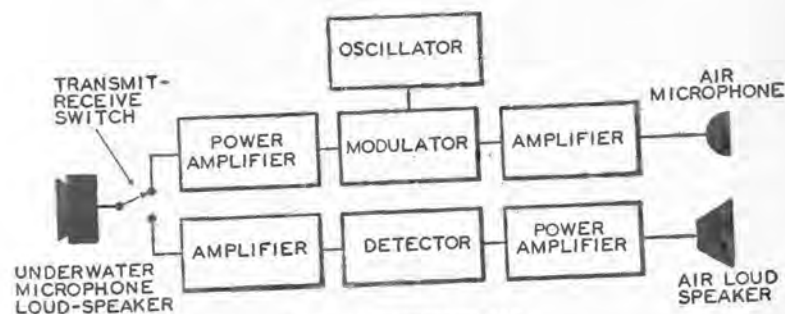 OSCILLATOR
TRANSMIT-
RECEIVE
SWITCH
AIR
MICROPHONE
POWER
AMPLIFIER
MODULATOR
AMPLIFIER
AMPLIFIER
DETECTOR
POWER
AMPLIFIER
UNDERWATER
MICROPHONE
LOUD-SPEAKER
AIR LOUD
SPEAKER